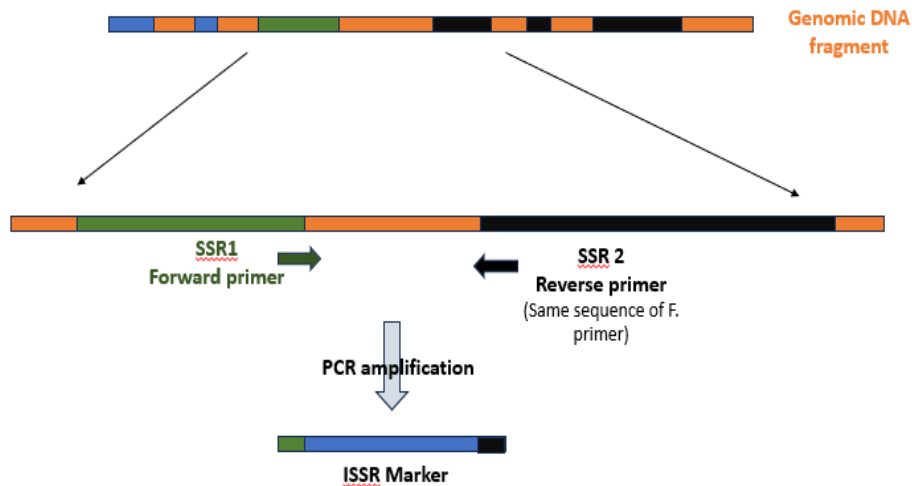 Genomic DNA
fragment
SSR1
Forward primer
SSR 2
Reverse primer
(Same sequence of F.
primer)
PCR amplification
ISSR Marker